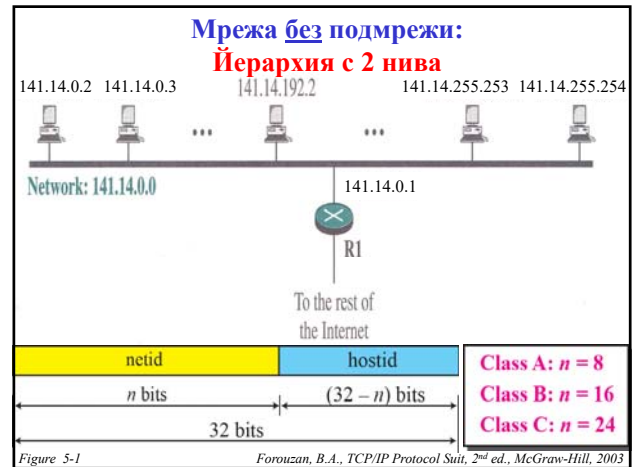 Мрежа без подмрежи:
Йерархия с 2 нива
141.14.0.2 141.14.0.3 141.14.192.2 141.14.255.253 141.14.255.254
... ...
Network: 141.14.0.0
141.14.0.1
R1
To the rest of
the Internet
netid hostid
n bits (32 – n) bits
32 bits
Class A: n = 8
Class B: n = 16
Class C: n = 24
Figure 5-1 Forouzan, B.A., TCP/IP Protocol Suit, 2nd ed., McGraw-Hill, 2003